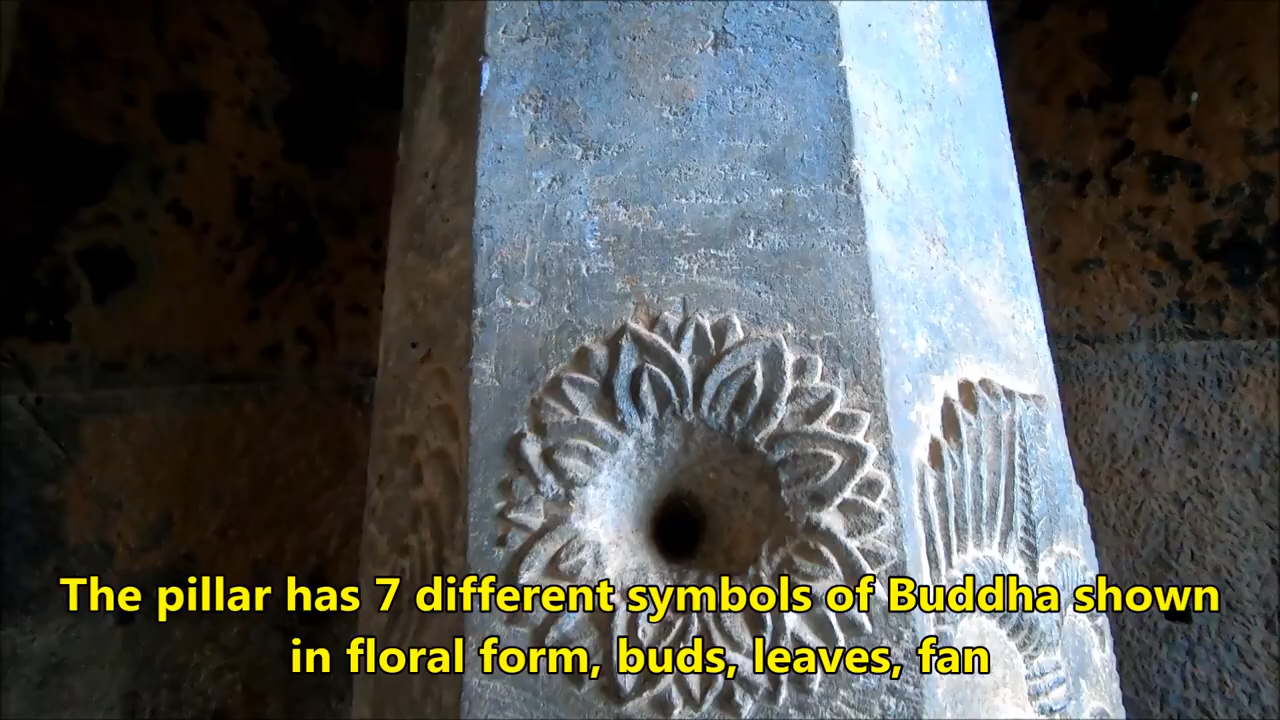 The pillar has 7 different symbols of Buddha shown
in floral form, buds, leaves, fan